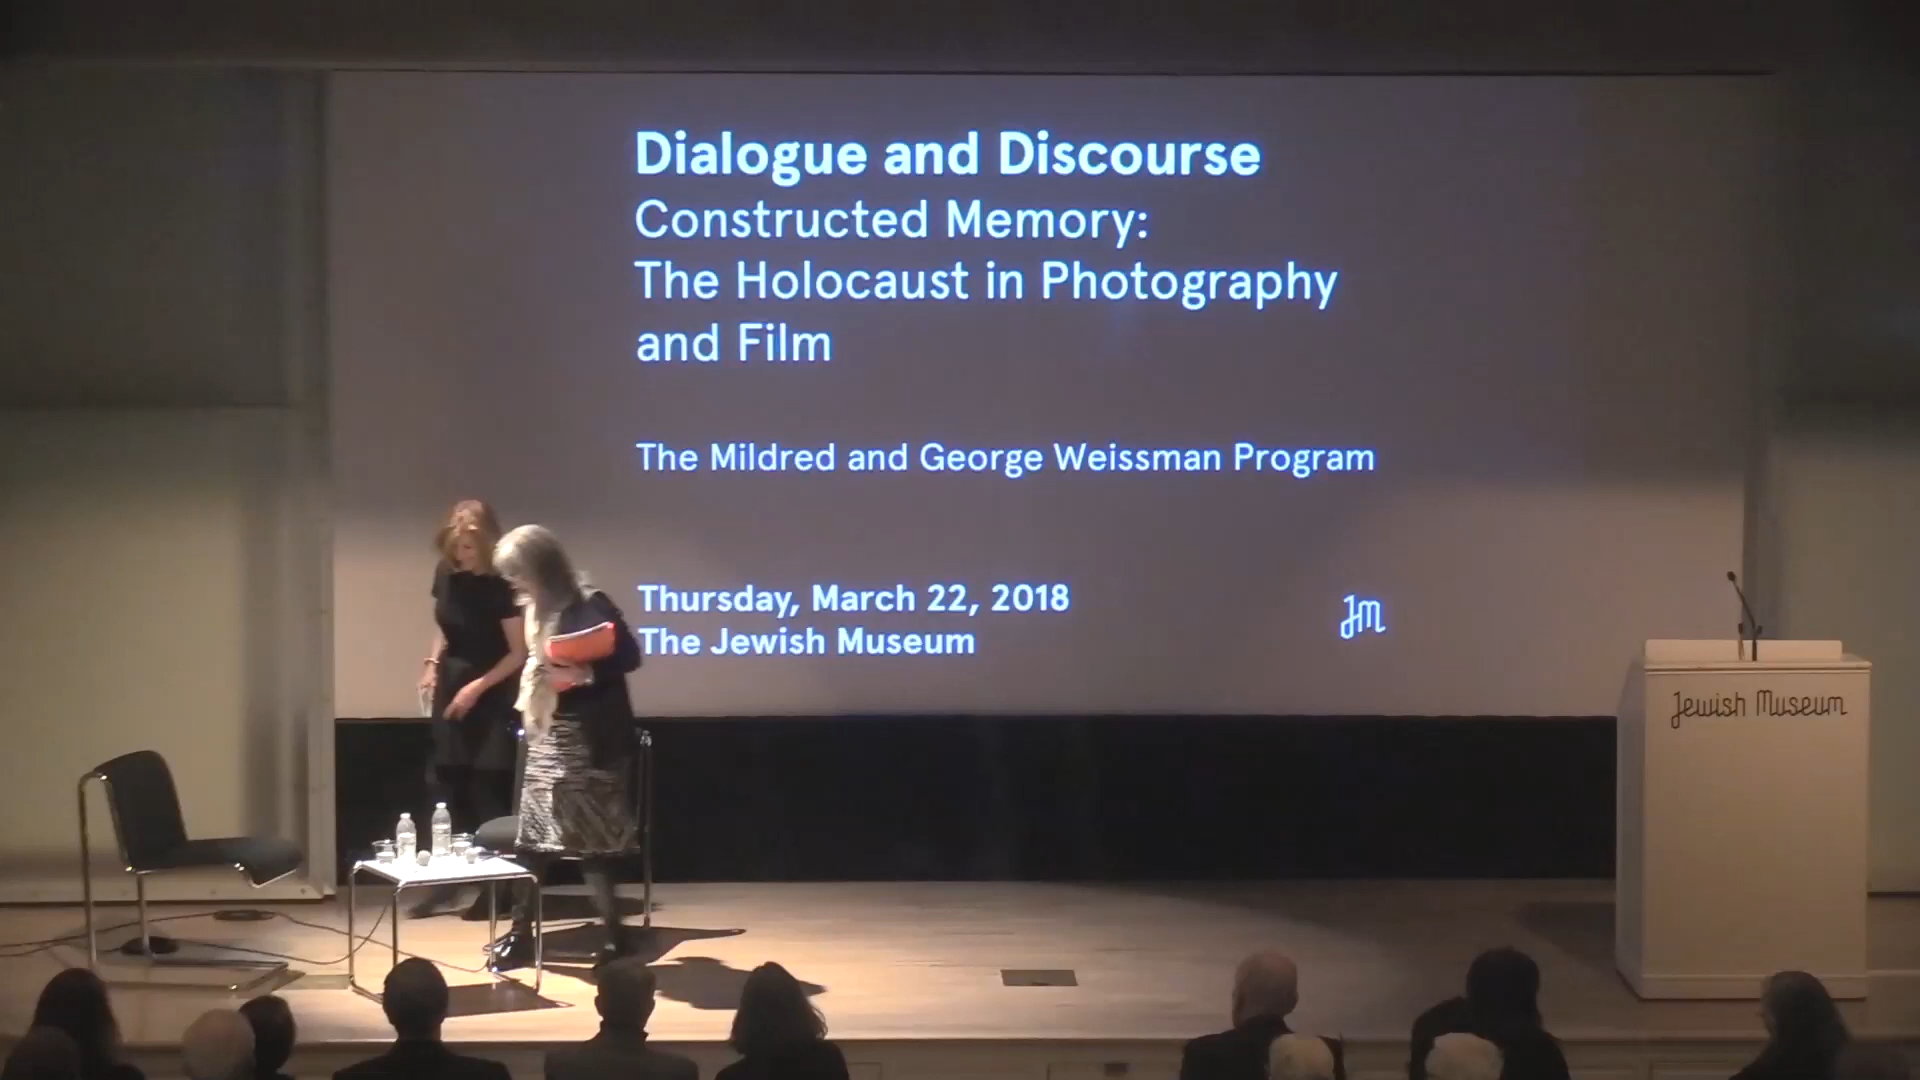 Dialogue and Discourse
Constructed Memory:
The Holocaust in Photography
and Film
The Mildred and George Weissman Program
Thursday, March 22, 2018
The Jewish Museum
JM
Jewish Museum